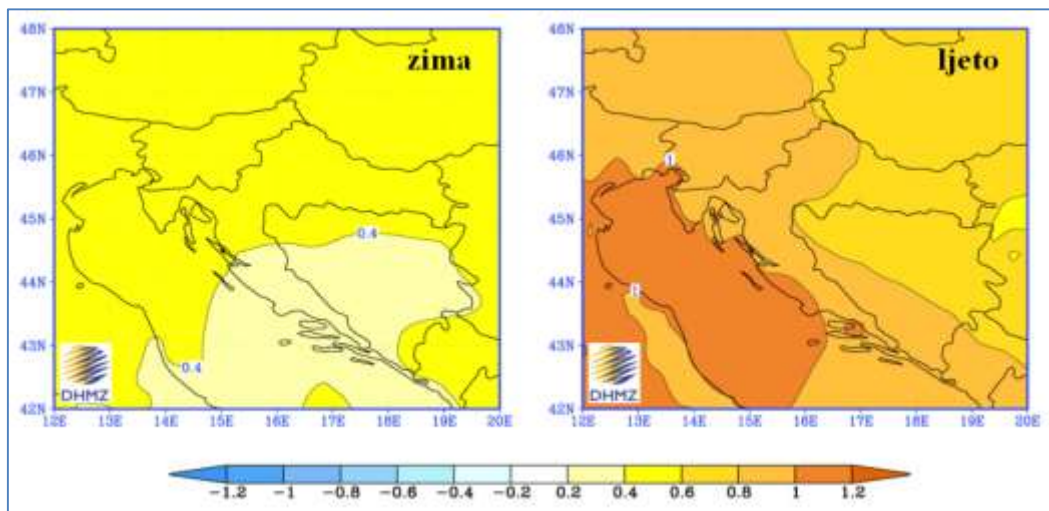 zima
ljeto
48N
47N
46N
45N
44N
43N
42N
12E 13E 14E 15E 16E 17E 18E 19E 20E
0.4
0.4
DHMZ
48N
47N
46N
45N
44N
43N
42N
12E 13E 14E 15E 16E 17E 18E 19E 20E
1
1
DHMZ
-1.2 -1 -0.8 -0.6 -0.4 -0.2 0.2 0.4 0.6 0.8 1 1.2